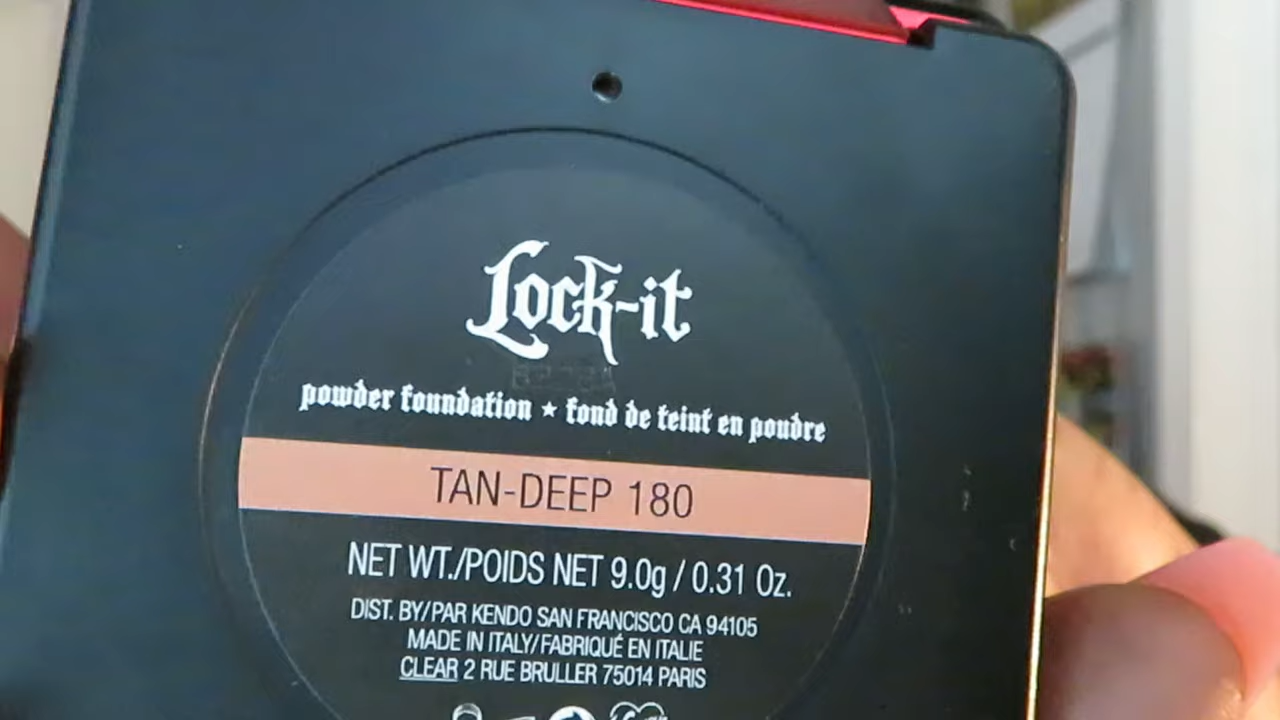 Lock-it
powder foundation ★ fond de teint en poudre
TAN-DEEP 180
NET WT./POIDS NET 9.0g / 0.31 Oz.
DIST. BY/PAR KENDO SAN FRANCISCO CA 94105
MADE IN ITALY/FABRIQUÉ EN ITALIE
CLEAR 2 RUE BRULLER 75014 PARIS